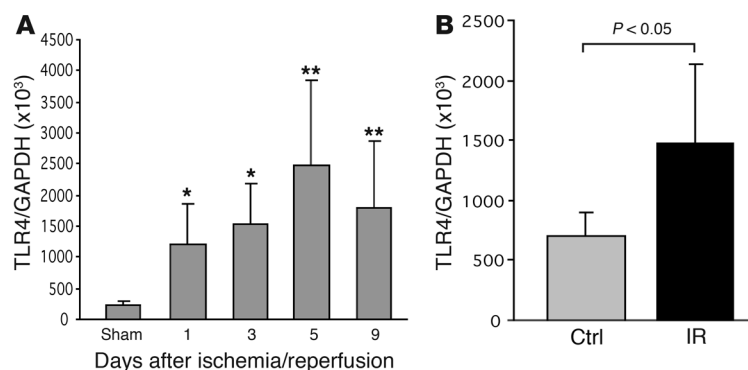 A
TLR4/GAPDH (x10³)
4500
4000
3500
3000
2500
2000
1500
1000
500
0
*
*
**
**
Sham 1 3 5 9
Days after ischemia/reperfusion
B
TLR4/GAPDH (x10³)
2500
2000
1500
1000
500
0
P < 0.05
Ctrl IR